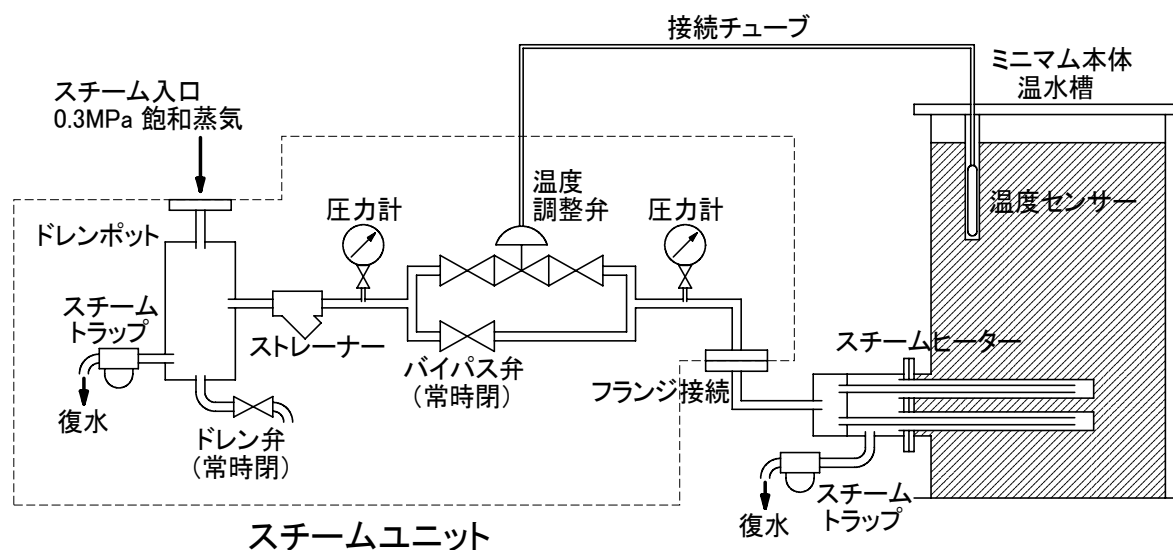 接続チューブ
ミニマム本体
温水槽
スチーム入口
0.3MPa 飽和蒸気
圧力計
温度
調整弁
圧力計
温度センサー
ドレンポット
スチーム
トラップ
ストレーナー
バイパス弁
（常時閉）
スチームヒーター
フランジ接続
復水
ドレン弁
（常時閉）
スチーム
トラップ
復水
スチームユニット